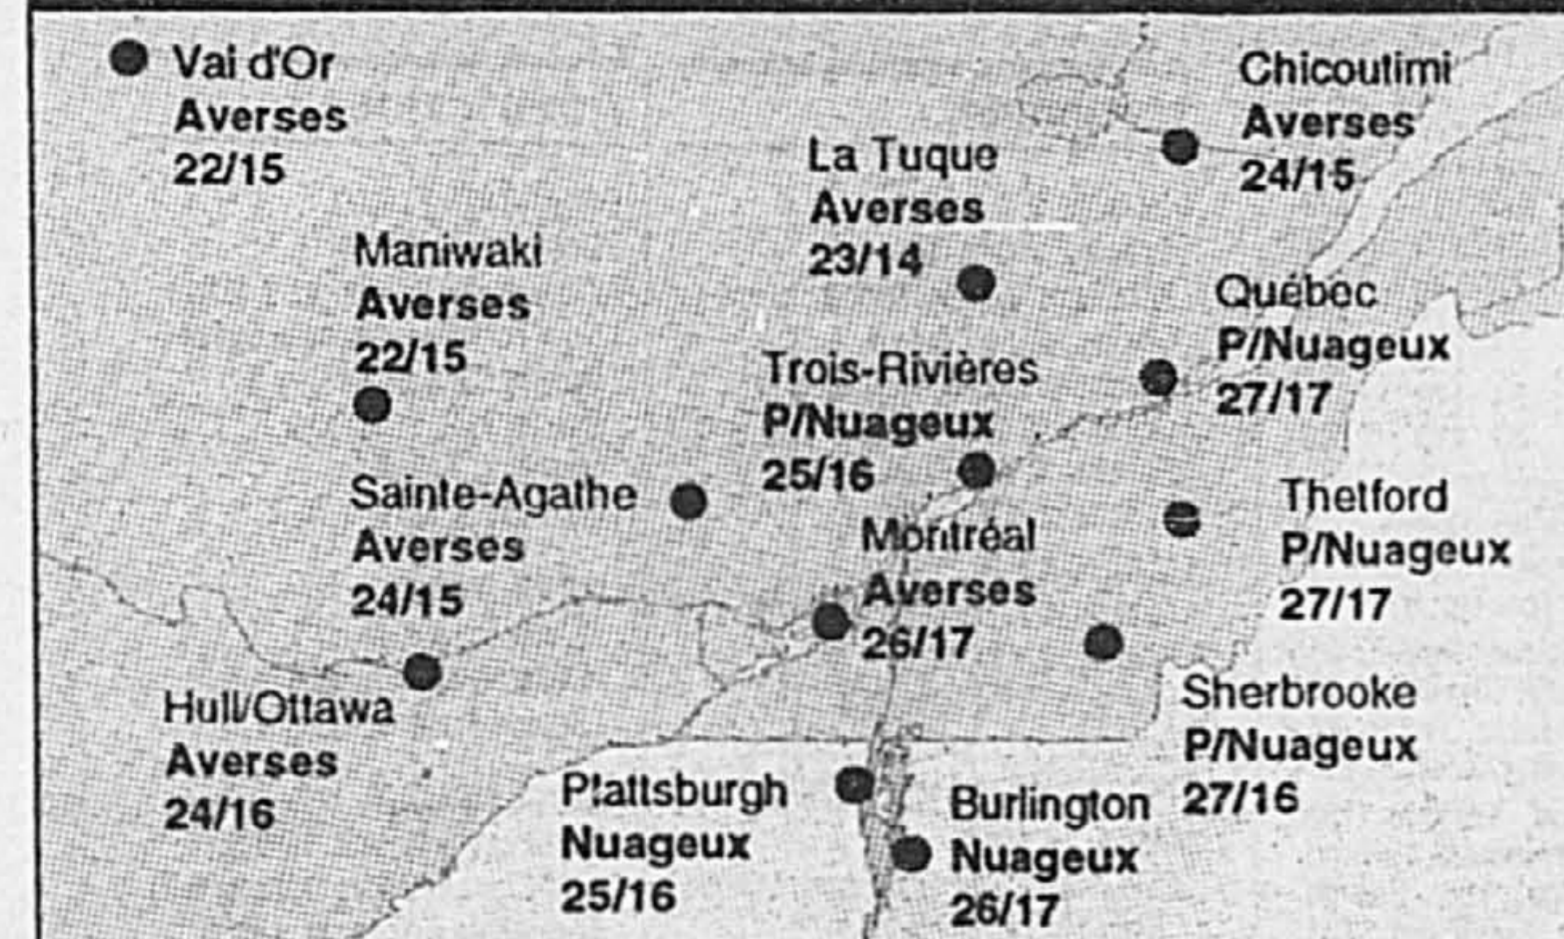 Val d'Or
Averses
22/15
Chicoutimi
Averses
24/15
La Tuque
Averses
23/14
Maniwaki
Averses
22/15
Québec
P/Nuageux
27/17
Trois-Rivières
P/Nuageux
25/16
Sainte-Agathe
Averses
24/15
Thetford
P/Nuageux
27/17
Montréal
Averses
26/17
Hull/Ottawa
Averses
24/16
Sherbrooke
P/Nuageux
27/16
Plattsburgh
Nuageux
25/16
Burlington
Nuageux
26/17